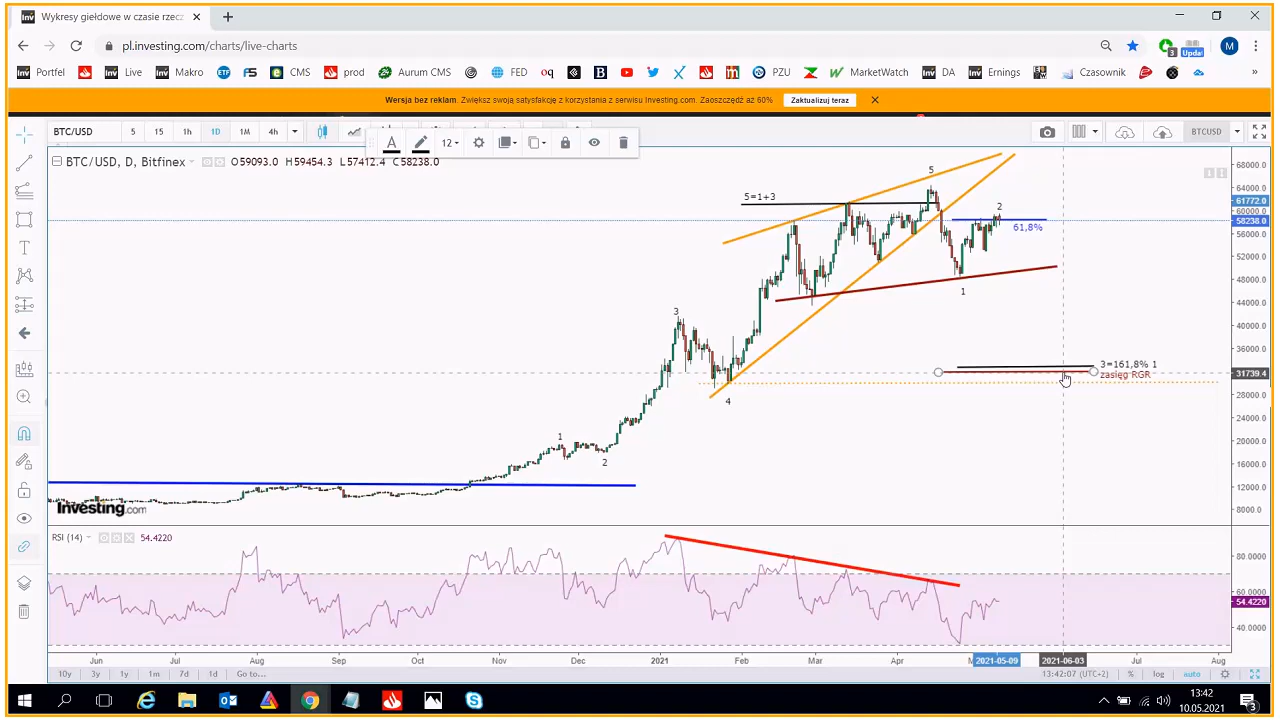 Wykresy giełdowe w czasie rzecz
pl.investing.com/charts/live-charts
Portfel Live Makro ETF CMS prod Aurum CMS FED PZU MarketWatch DA Ernings Czasownik
Wersja bez reklam. Zwiększ swoją satysfakcję z korzystania z serwisu Investing.com. Zaoszczędź aż 60% Zaktualizuj teraz
BTC/USD 5 15 1h 1D 1M 4h BTCUSD
A 12
BTC/USD, D, Bitfinex O59093.0 H59454.3 L57412.4 C58238.0
68000.0
64000.0
61772.0
60000.0
58238.0
56000.0
52000.0
48000.0
44000.0
40000.0
36000.0
31739.4
28000.0
24000.0
20000.0
16000.0
12000.0
8000.0
5=1+3
5
2
61,8%
1
3
3=161,8% 1
zasięg RGR
4
1
2
Investing.com
RSI (14) 54.4220
80.0000
60.0000
54.4220
40.0000
Jun Jul Aug Sep Oct Nov Dec 2021 Feb Mar Apr 2021-05-09 2021-06-03 Jul Aug
10y 3y 1y 1m 7d 1d Go to... 13:42:07 (UTC+2) % log auto
13:42
10.05.2021
3